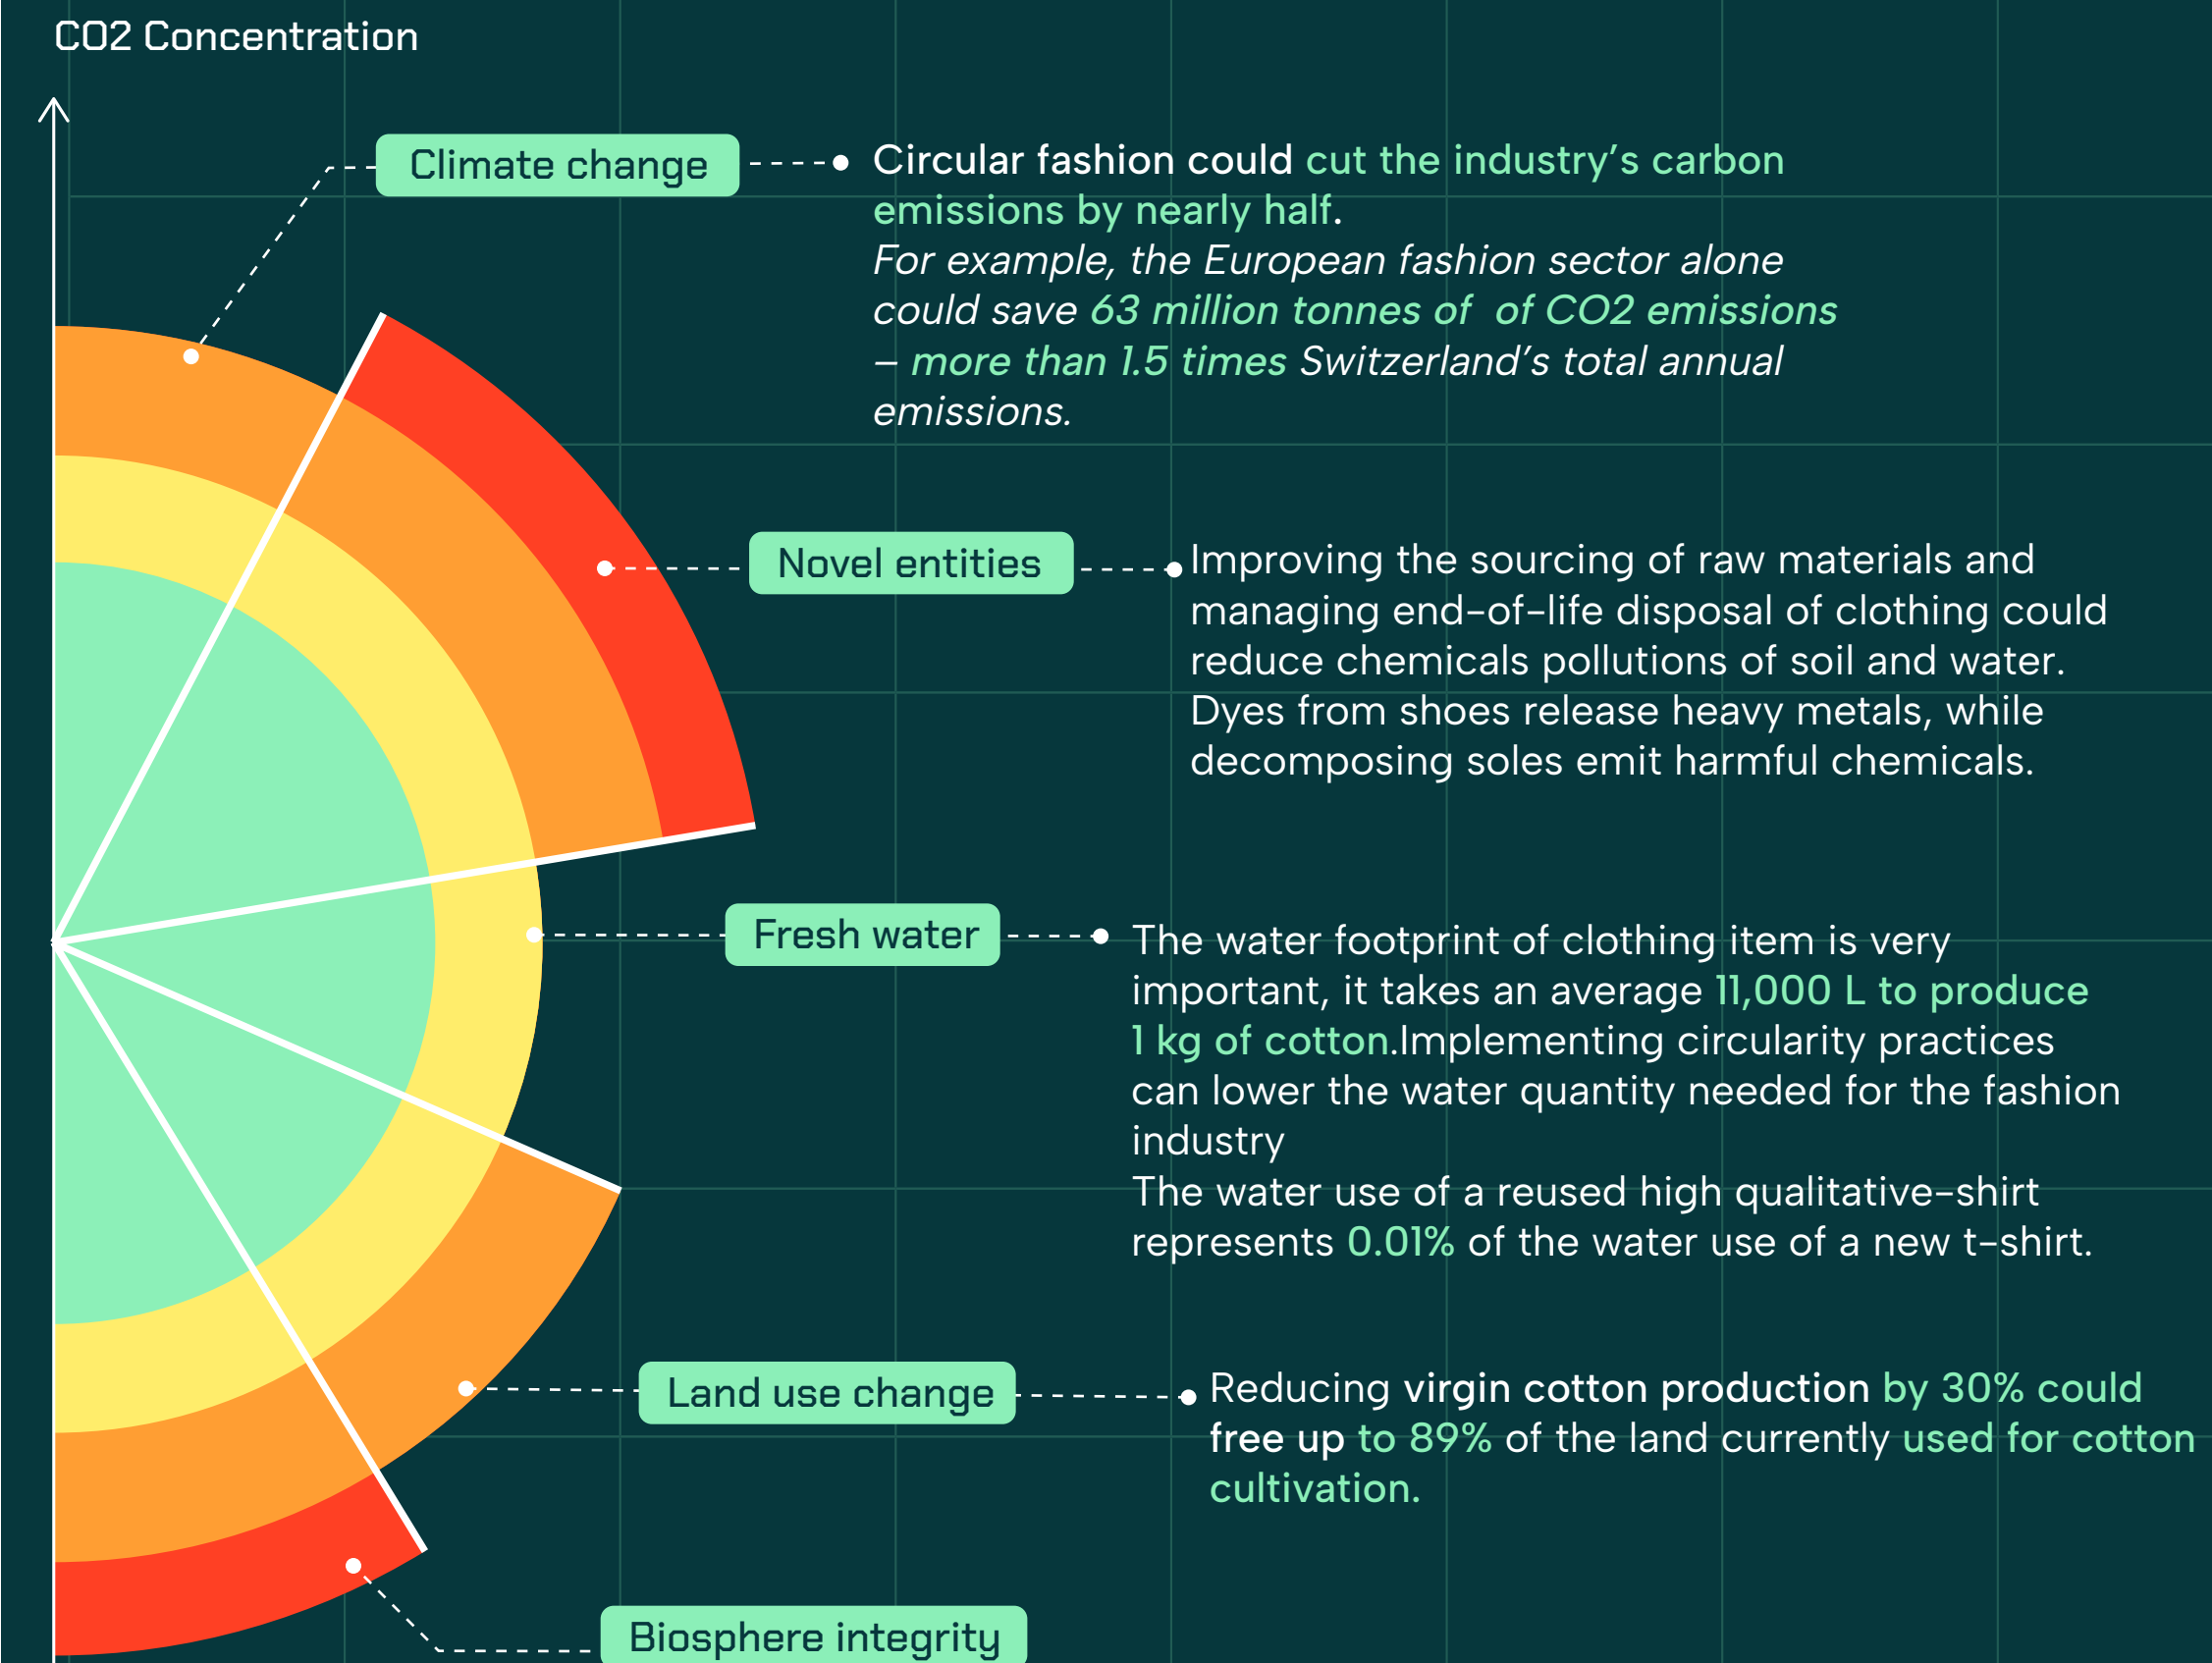 CO2 Concentration
Climate change
Circular fashion could cut the industry’s carbon
emissions by nearly half.
For example, the European fashion sector alone
could save 63 million tonnes of  of CO2 emissions
– more than 1.5 times Switzerland’s total annual
emissions.
Novel entities
Improving the sourcing of raw materials and
managing end-of-life disposal of clothing could
reduce chemicals pollutions of soil and water.
Dyes from shoes release heavy metals, while
decomposing soles emit harmful chemicals.
Fresh water
The water footprint of clothing item is very
important, it takes an average 11,000 L to produce
1 kg of cotton.Implementing circularity practices
can lower the water quantity needed for the fashion
industry
The water use of a reused high qualitative-shirt
represents 0.01% of the water use of a new t-shirt.
Land use change
Reducing virgin cotton production by 30% could
free up to 89% of the land currently used for cotton
cultivation.
Biosphere integrity